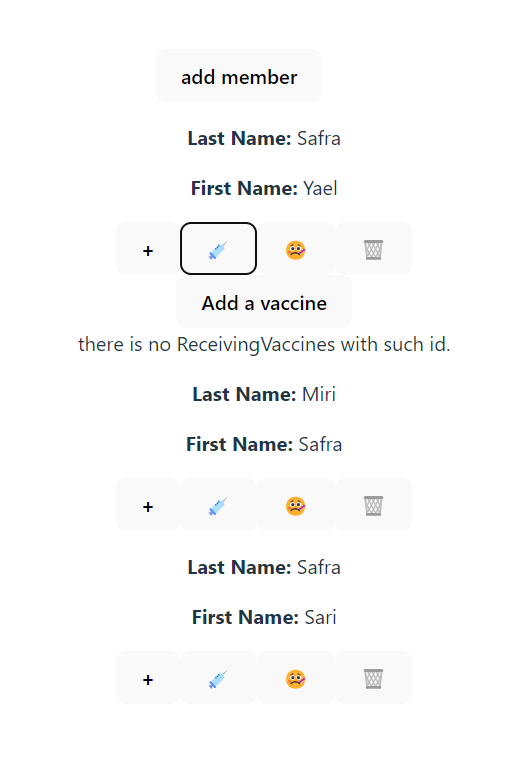 add member
Last Name: Safra
First Name: Yael
+
Add a vaccine
there is no ReceivingVaccines with such id.
Last Name: Miri
First Name: Safra
+
Last Name: Safra
First Name: Sari
+